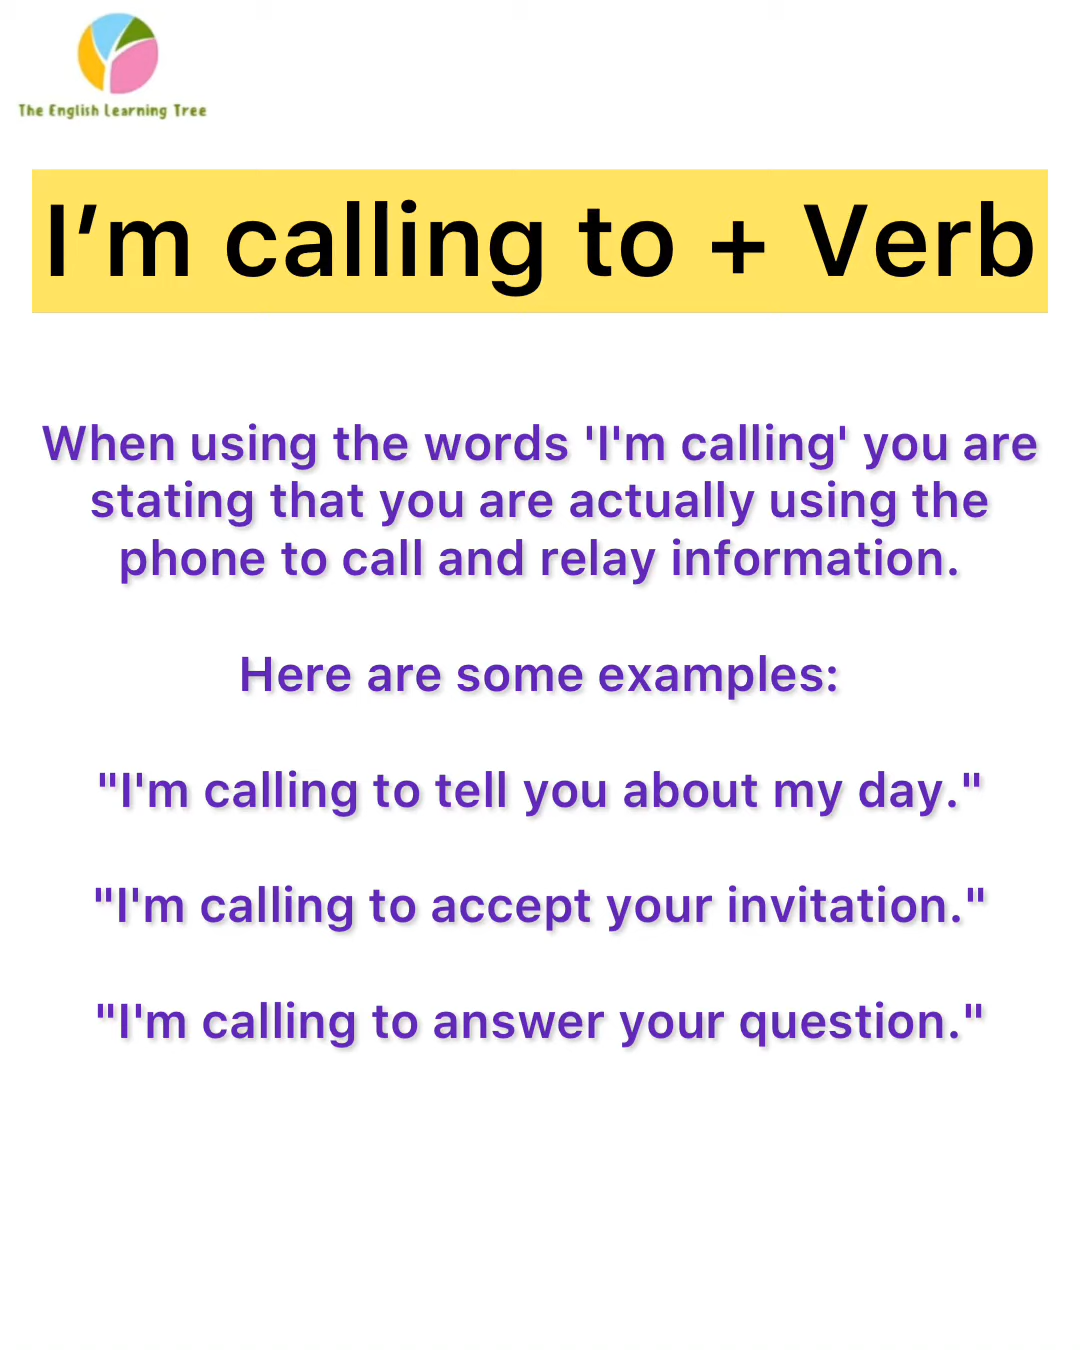 The English Learning Tree
I’m calling to + Verb
When using the words 'I'm calling' you are
stating that you are actually using the
phone to call and relay information.
Here are some examples:
"I'm calling to tell you about my day."
"I'm calling to accept your invitation."
"I'm calling to answer your question."